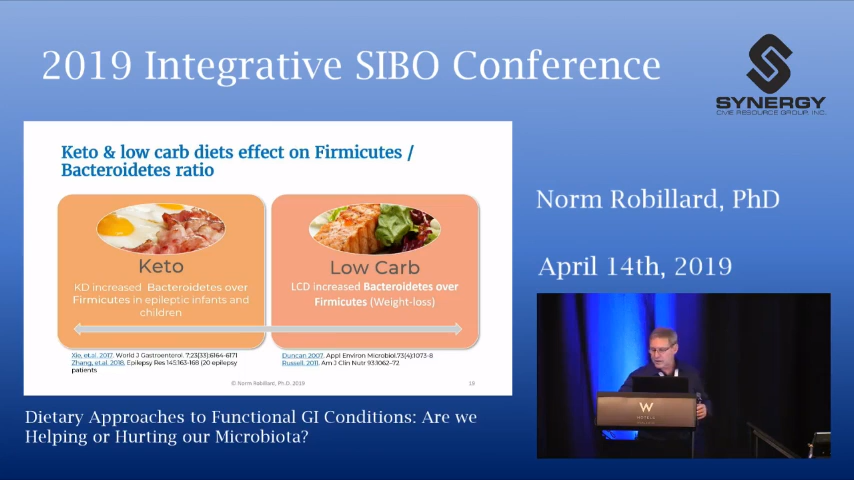 2019 Integrative SIBO Conference
SYNERGY
CME RESOURCE GROUP, INC.
Keto & low carb diets effect on Firmicutes /
Bacteroidetes ratio
Keto
KD increased Bacteroidetes over
Firmicutes in epileptic infants and
children
Low Carb
LCD increased Bacteroidetes over
Firmicutes (Weight-loss)
Xie, et.al. 2017. World J Gastroenterol. 7;23(33):6164-6171
Zhang, et.al. 2018. Epilepsy Res 145:163-168 (20 epilepsy
patients
Duncan 2007. Appl Environ Microbiol.73(4):1073-8
Russell, 2011. Am J Clin Nutr 93:1062–72
© Norm Robillard, Ph.D. 2019
18
Norm Robillard, PhD
April 14th, 2019
W
HOTELS
Dietary Approaches to Functional GI Conditions: Are we
Helping or Hurting our Microbiota?